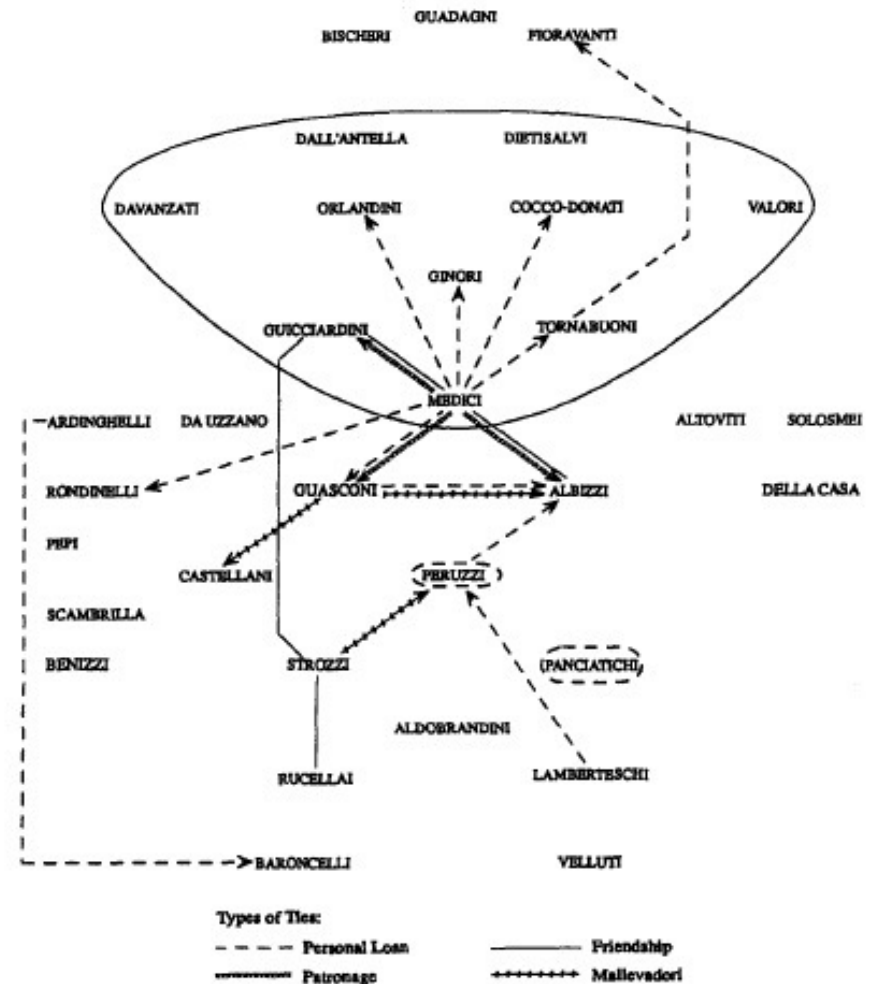 GUADAGNI
BISCHERI
FIORAVANTI
DALL'ANTELLA
DIETISALVI
DAVANZATI
ORLANDINI
COCCO-DONATI
VALORI
GINORI
GUICCIARDINI
TORNABUONI
MEDICI
ARDINGHELLI
DA UZZANO
ALTOVITI
SOLOSMEI
RONDINELLI
GUASCONI
ALBIZZI
DELLA CASA
PEPI
CASTELLANI
PERUZZI
SCAMBRILLA
BENIZZI
STROZZI
PANCIATICHI
ALDOBRANDINI
RUCELLAI
LAMBERTESCHI
BARONCELLI
VELLUTI
Types of Ties:
Personal Loan
Friendship
Patronage
Mallevadori